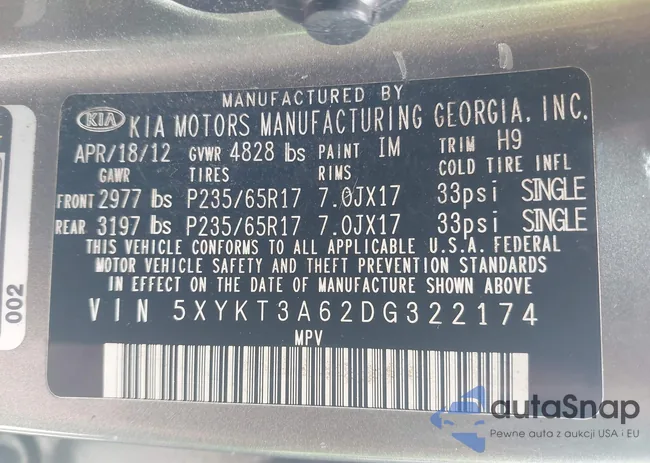 MANUFACTURED BY
KIA KIA MOTORS MANUFACTURING GEORGIA, INC.
APR/18/12 GVWR 4828 lbs PAINT IM TRIM H9
GAWR TIRES RIMS COLD TIRE INFL
FRONT 2977 lbs P235/65R17 7.0JX17 33psi SINGLE
REAR 3197 lbs P235/65R17 7.0JX17 33psi SINGLE
THIS VEHICLE CONFORMS TO ALL APPLICABLE U.S.A. FEDERAL
MOTOR VEHICLE SAFETY AND THEFT PREVENTION STANDARDS
IN EFFECT ON THE DATE OF MANUFACTURE SHOWN ABOVE
VIN 5XYKT3A62DG322174
MPV
002
autaSnap
Pewne auta z aukcji USA i EU